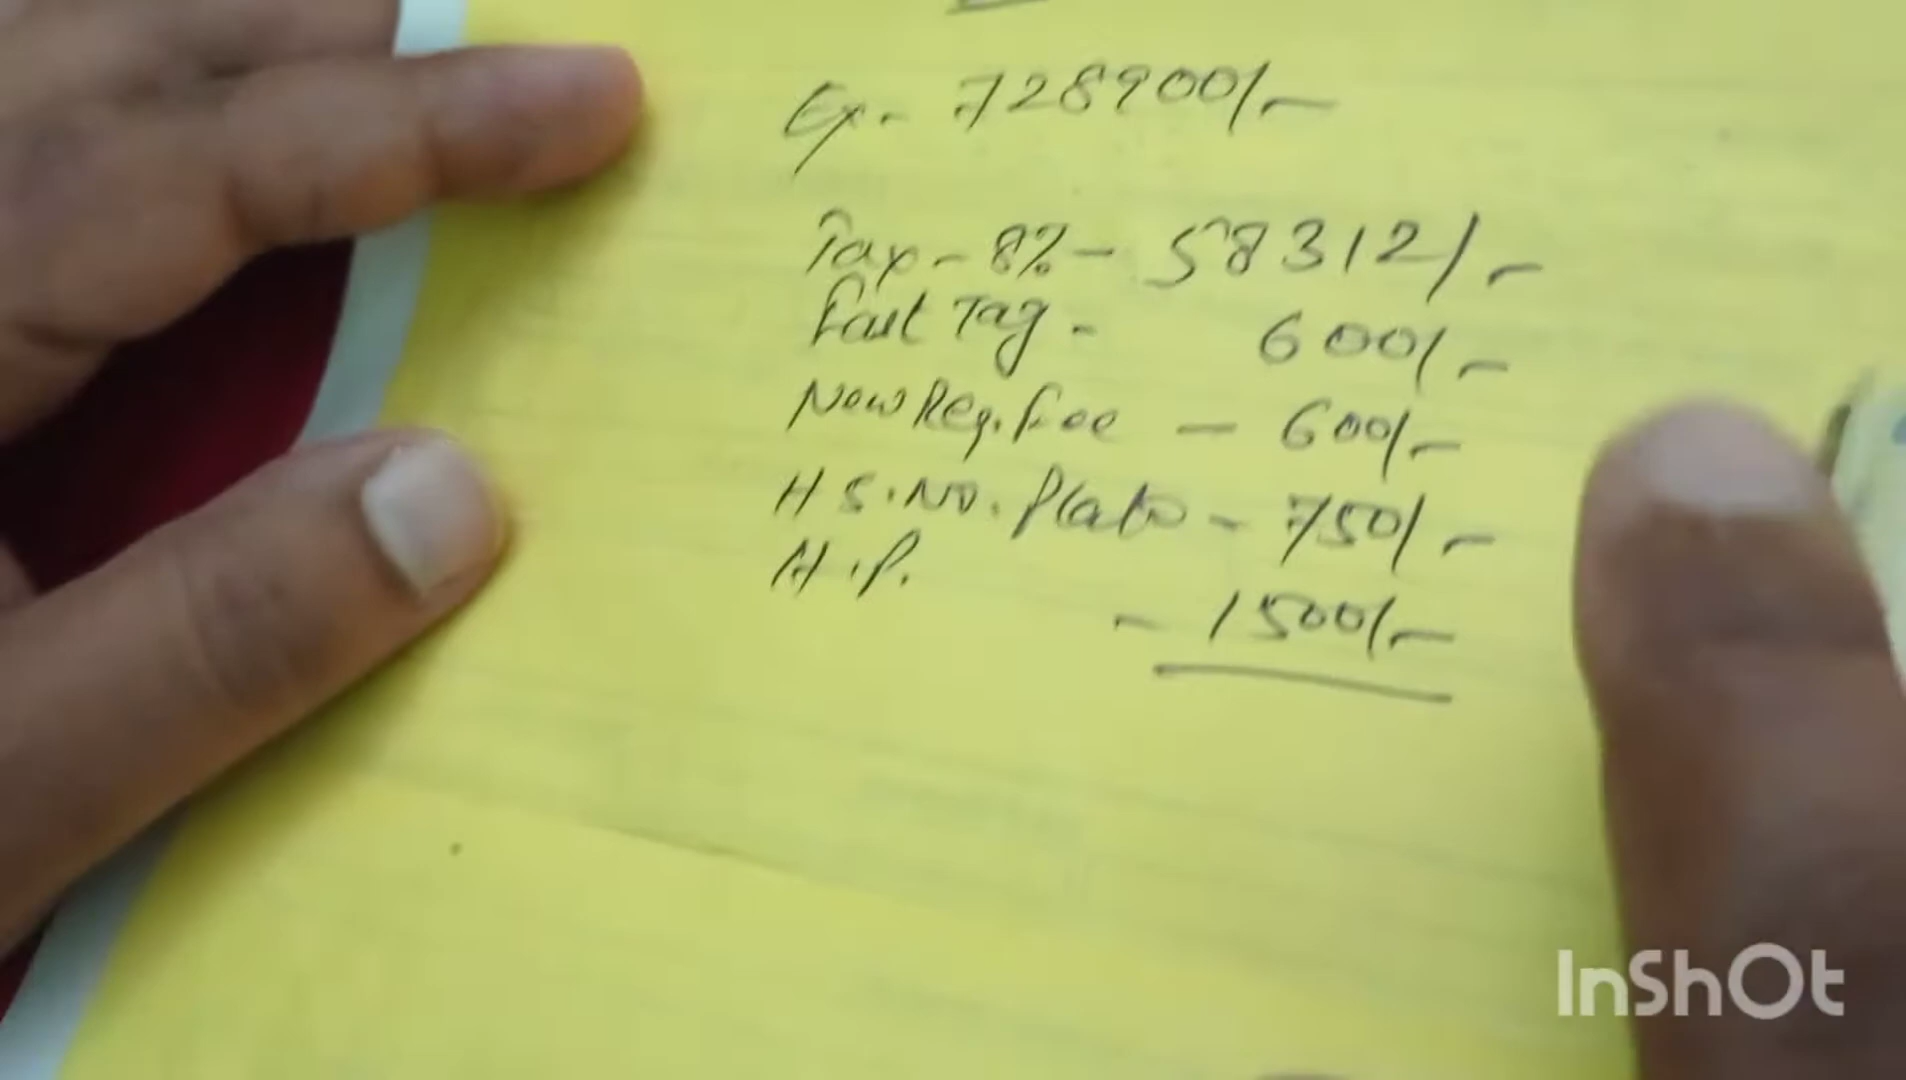 Ex - 728900/-
Tax - 8% - 58312/-
Fast Tag - 600/-
New Reg. fee - 600/-
H S. No. Plate - 750/-
H.P. - 1500/-
InShOt